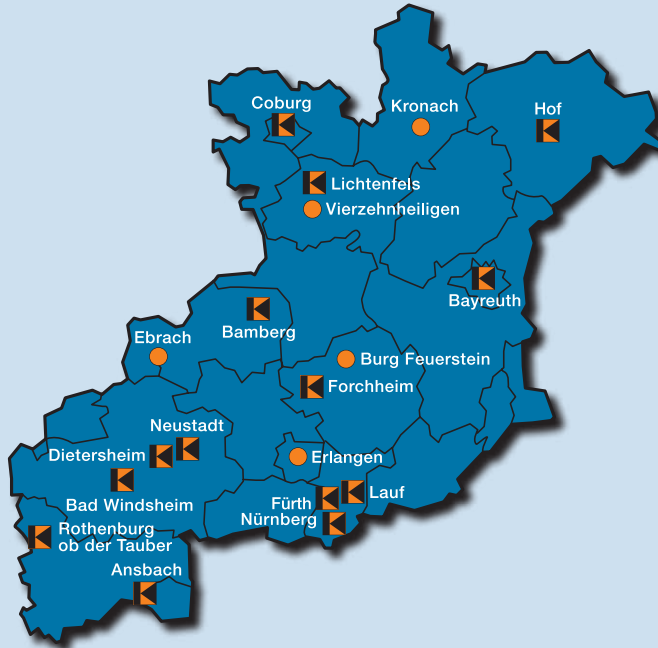 Coburg
Kronach
Hof
Lichtenfels
Vierzehnheiligen
Bayreuth
Bamberg
Ebrach
Burg Feuerstein
Forchheim
Neustadt
Dietersheim
Erlangen
Bad Windsheim
Fürth
Lauf
Nürnberg
Rothenburg
ob der Tauber
Ansbach